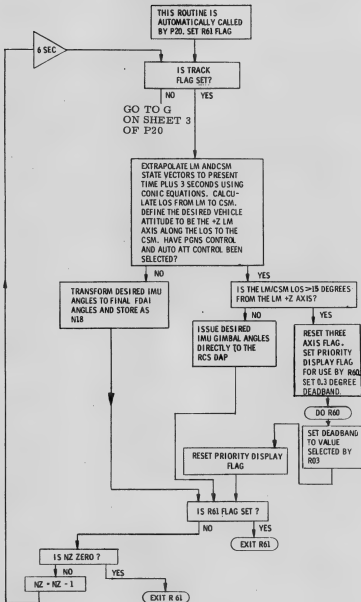 THIS ROUTINE IS
AUTOMATICALLY CALLED
BY P20. SET R61 FLAG
6 SEC
IS TRACK
FLAG SET?
NO
YES
GO TO G
ON SHEET 3
OF P20
EXTRAPOLATE LM ANDCSM
STATE VECTORS TO PRESENT
TIME PLUS 3 SECONDS USING
CONIC EQUATIONS. CALCU-
LATE LOS FROM LM TO CSM.
DEFINE THE DESIRED VEHICLE
ATTITUDE TO BE THE +Z LM
AXIS ALONG THE LOS TO THE
CSM. HAVE PGNS CONTROL
AND AUTO ATT CONTROL BEEN
SELECTED?
NO
YES
TRANSFORM DESIRED IMU
ANGLES TO FINAL FDAI
ANGLES AND STORE AS
N18
IS THE LM/CSM LOS >15 DEGREES
FROM THE LM +Z AXIS?
NO
YES
ISSUE DESIRED
IMU GIMBAL ANGLES
DIRECTLY TO THE
RCS DAP
RESET THREE
AXIS FLAG.
SET PRIORITY
DISPLAY FLAG
FOR USE BY R60.
SET 0.3 DEGREE
DEADBAND.
DO R60
SET DEADBAND
TO VALUE
SELECTED BY
R03
RESET PRIORITY DISPLAY
FLAG
IS R61 FLAG SET ?
NO
YES
EXIT R61
IS NZ ZERO ?
NO
YES
NZ = NZ - 1
EXIT R 61